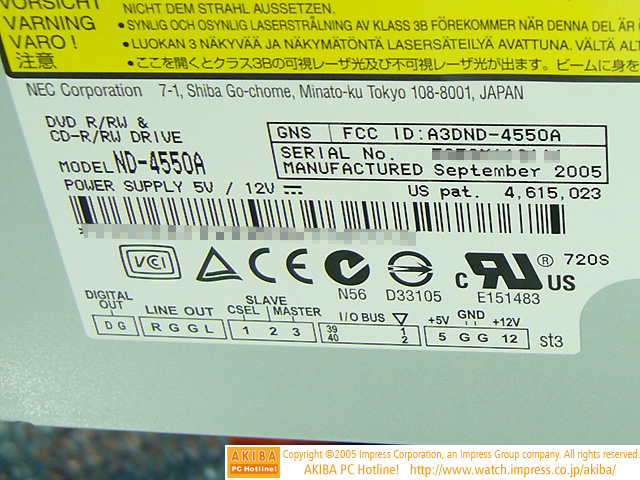 VORSICHT NICHT DEM STRAHL AUSSETZEN.
VARNING • SYNLIG OCH OSYNLIG LASERSTRÅLNING AV KLASS 3B FÖREKOMMER NÄR DENNA DEL ÄR
VARO! • LUOKAN 3 NÄKYVÄÄ JA NÄKYMÄTÖNTÄ LASERSÄTEILYÄ AVATTUNA. VÄLTÄ
注意 • ここを開くとクラス3Bの可視レーザ光及び不可視レーザ光が出ます。ビームに身を
NEC Corporation 7-1, Shiba Go-chome, Minato-ku Tokyo 108-8001, JAPAN
DVD R/RW &
CD-R/RW DRIVE
MODEL ND-4550A
POWER SUPPLY 5V / 12V
GNS FCC ID:A3DND-4550A
SERIAL No.
MANUFACTURED September 2005
US pat. 4,615,023
VCCI CE N56 D33105 c RU US ® 720S
E151483
DIGITAL OUT
D G
LINE OUT
R G G L
SLAVE
CSEL MASTER
1 2 3
I/O BUS
39 1
40 2
+5V GND +12V
5 G G 12
st3
AKIBA PC Hotline!
Copyright ©2005 Impress Corporation, an Impress Group company. All rights reserved.
AKIBA PC Hotline! http://www.watch.impress.co.jp/akiba/